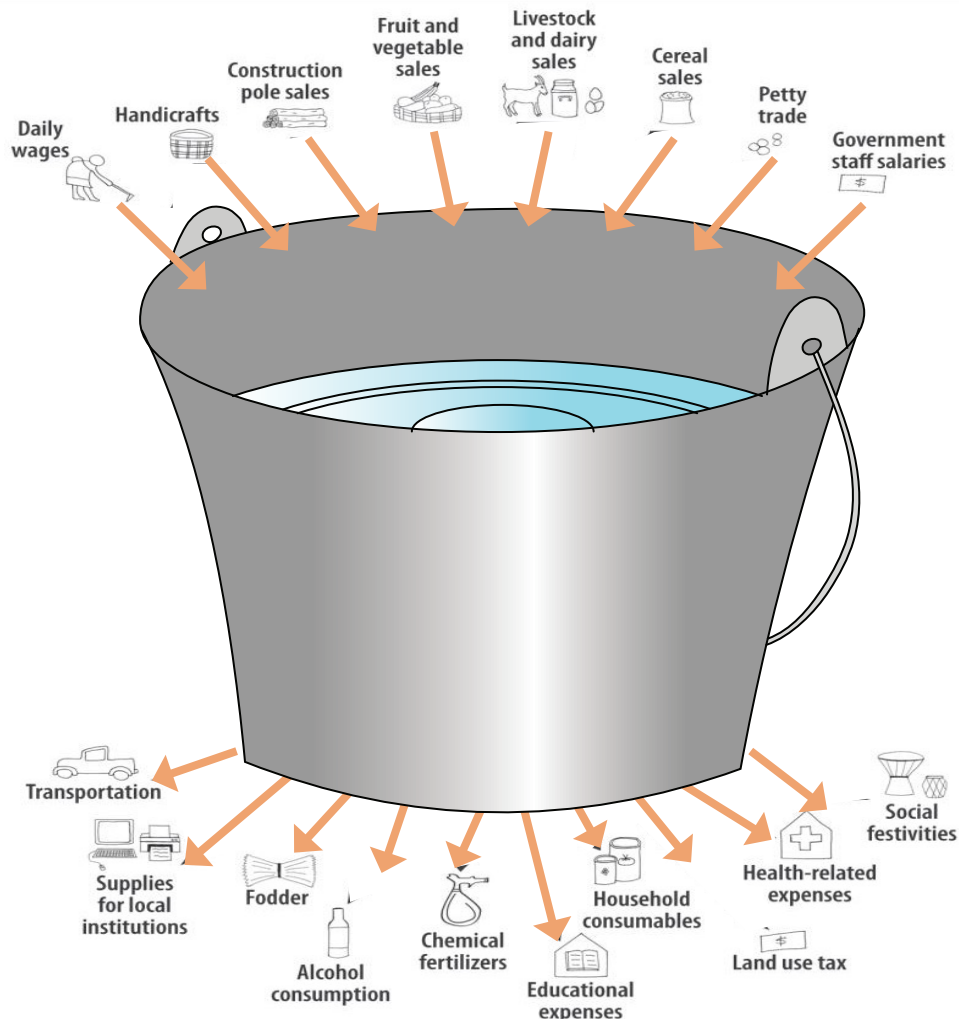 Daily
wages
Handicrafts
Construction
pole sales
Fruit and
vegetable
sales
Livestock
and dairy
sales
Cereal
sales
Petty
trade
Government
staff salaries
$
Transportation
Supplies
for local
institutions
Fodder
Alcohol
consumption
Chemical
fertilizers
Educational
expenses
Household
consumables
Land use tax
$
Health-related
expenses
Social
festivities